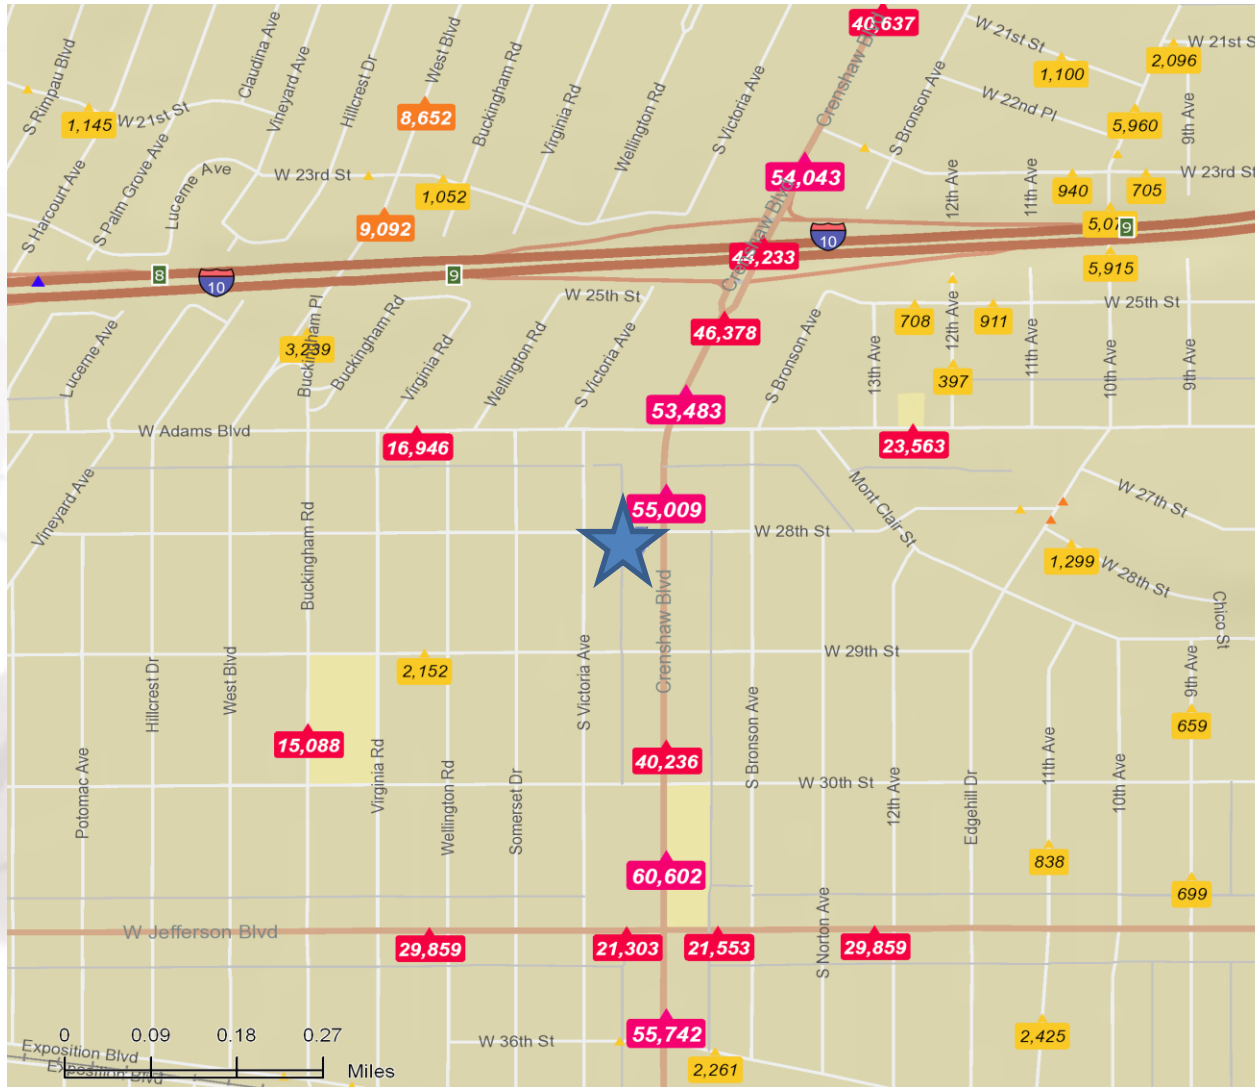 40,637
Crenshaw Blvd
W 21st St
W 21st St
2,096
S Rimpau Blvd
Claudina Ave
Vineyard Ave
Hillcrest Dr
West Blvd
Buckingham Rd
Virginia Rd
Wellington Rd
S Victoria Ave
S Bronson Ave
1,100
W 22nd Pl
8,652
1,145
W 21st St
5,960
9th Ave
S Harcourt Ave
S Palm Grove Ave
Lucerne Ave
W 23rd St
1,052
54,043
12th Ave
11th Ave
940
705
W 23rd St
9,092
Crenshaw Blvd
10
9
5,915
44,233
8
10
9
W 25th St
W 25th St
Lucerne Ave
Buckingham Pl
Buckingham Rd
3,239
Virginia Rd
Wellington Rd
S Victoria Ave
46,378
S Bronson Ave
13th Ave
708
12th Ave
911
11th Ave
10th Ave
9th Ave
397
53,483
W Adams Blvd
16,946
23,563
Vineyard Ave
Mont Clair St
W 27th St
55,009
Buckingham Rd
W 28th St
1,299
W 28th St
Chico St
Crenshaw Blvd
2,152
W 29th St
Hillcrest Dr
West Blvd
S Victoria Ave
S Bronson Ave
9th Ave
659
15,088
40,236
W 30th St
Potomac Ave
Virginia Rd
Wellington Rd
Somerset Dr
12th Ave
Edgehill Dr
11th Ave
10th Ave
60,602
838
699
W Jefferson Blvd
29,859
21,303
21,553
S Norton Ave
29,859
55,742
W 36th St
2,261
2,425
0 0.09 0.18 0.27
Miles
Exposition Blvd
Exposition Blvd